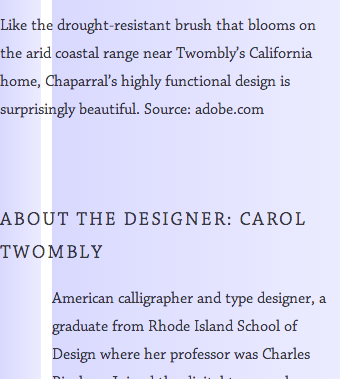 Like the drought-resistant brush that blooms on
the arid coastal range near Twombly's California
home, Chaparral's highly functional design is
surprisingly beautiful. Source: adobe.com
ABOUT THE DESIGNER: CAROL
TWOMBLY
American calligrapher and type designer, a
graduate from Rhode Island School of
Design where her professor was Charles